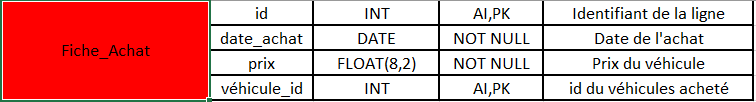 Fiche_Achat
id INT AI,PK Identifiant de la ligne
date_achat DATE NOT NULL Date de l'achat
prix FLOAT(8,2) NOT NULL Prix du véhicule
véhicule_id INT AI,PK id du véhicules acheté